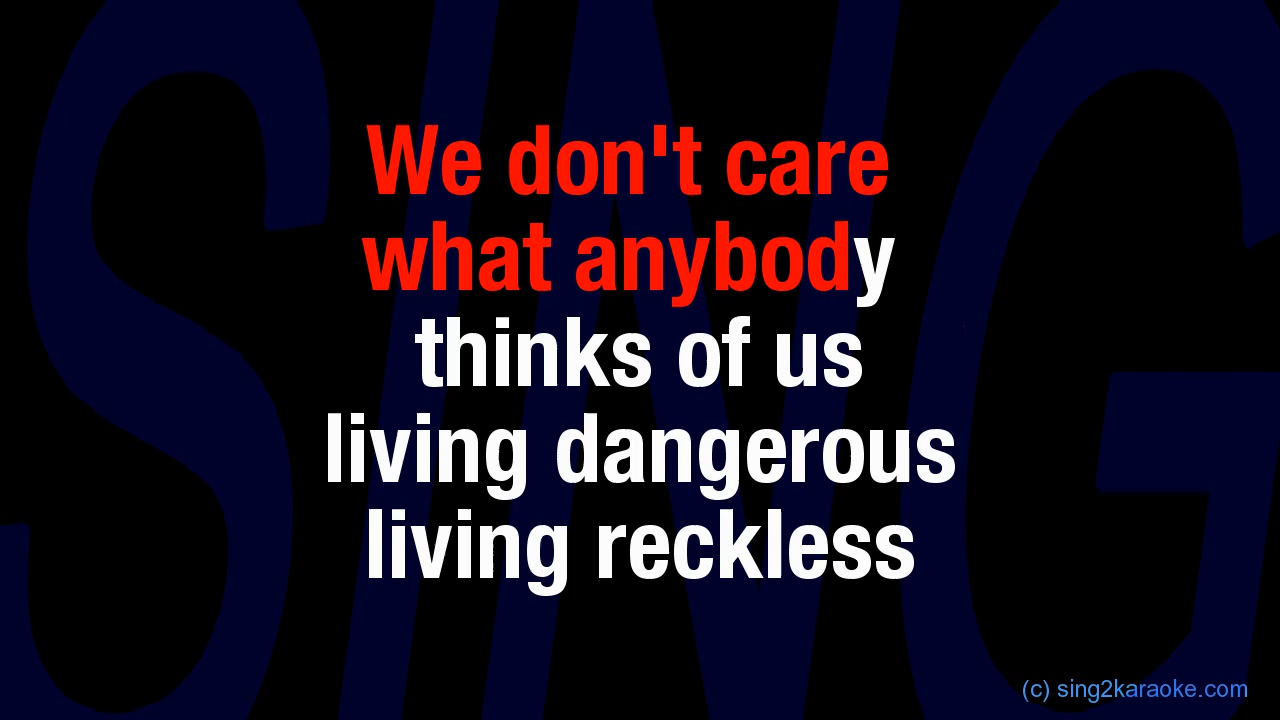 SING
We don't care
what anybody
thinks of us
living dangerous
living reckless
(c) sing2karaoke.com